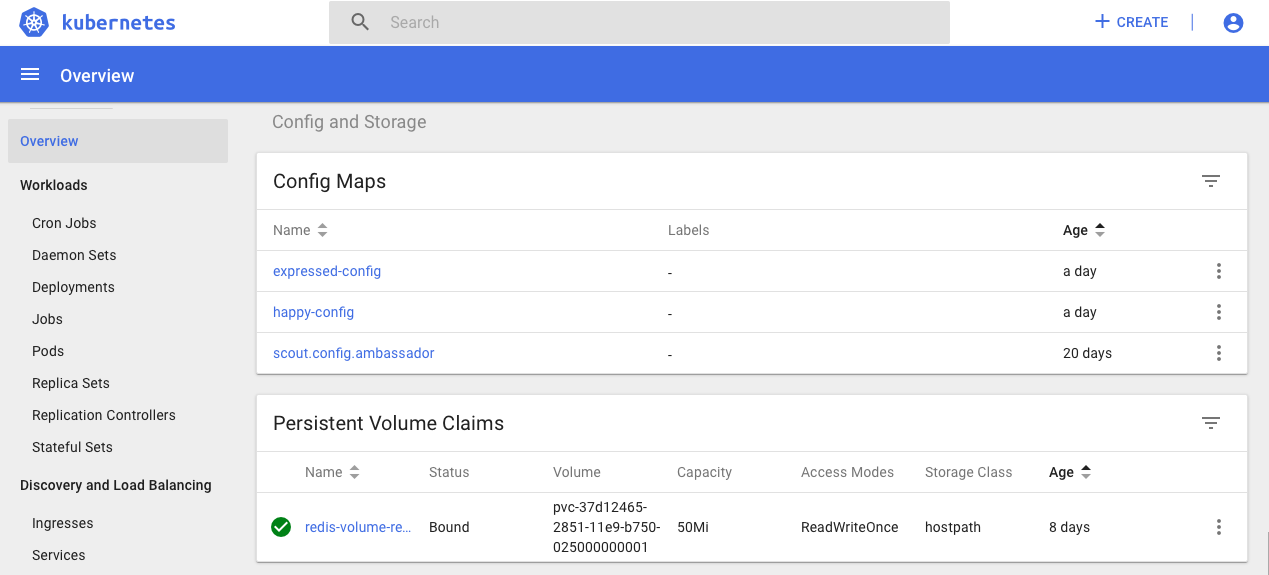 kubernetes
Search
+ CREATE |
Overview
Config and Storage
Overview
Workloads
Cron Jobs
Daemon Sets
Deployments
Jobs
Pods
Replica Sets
Replication Controllers
Stateful Sets
Discovery and Load Balancing
Ingresses
Services
Config Maps
Name Labels Age
expressed-config - a day
happy-config - a day
scout.config.ambassador - 20 days
Persistent Volume Claims
Name Status Volume Capacity Access Modes Storage Class Age
redis-volume-re... Bound pvc-37d12465-2851-11e9-b750-025000000001 50Mi ReadWriteOnce hostpath 8 days